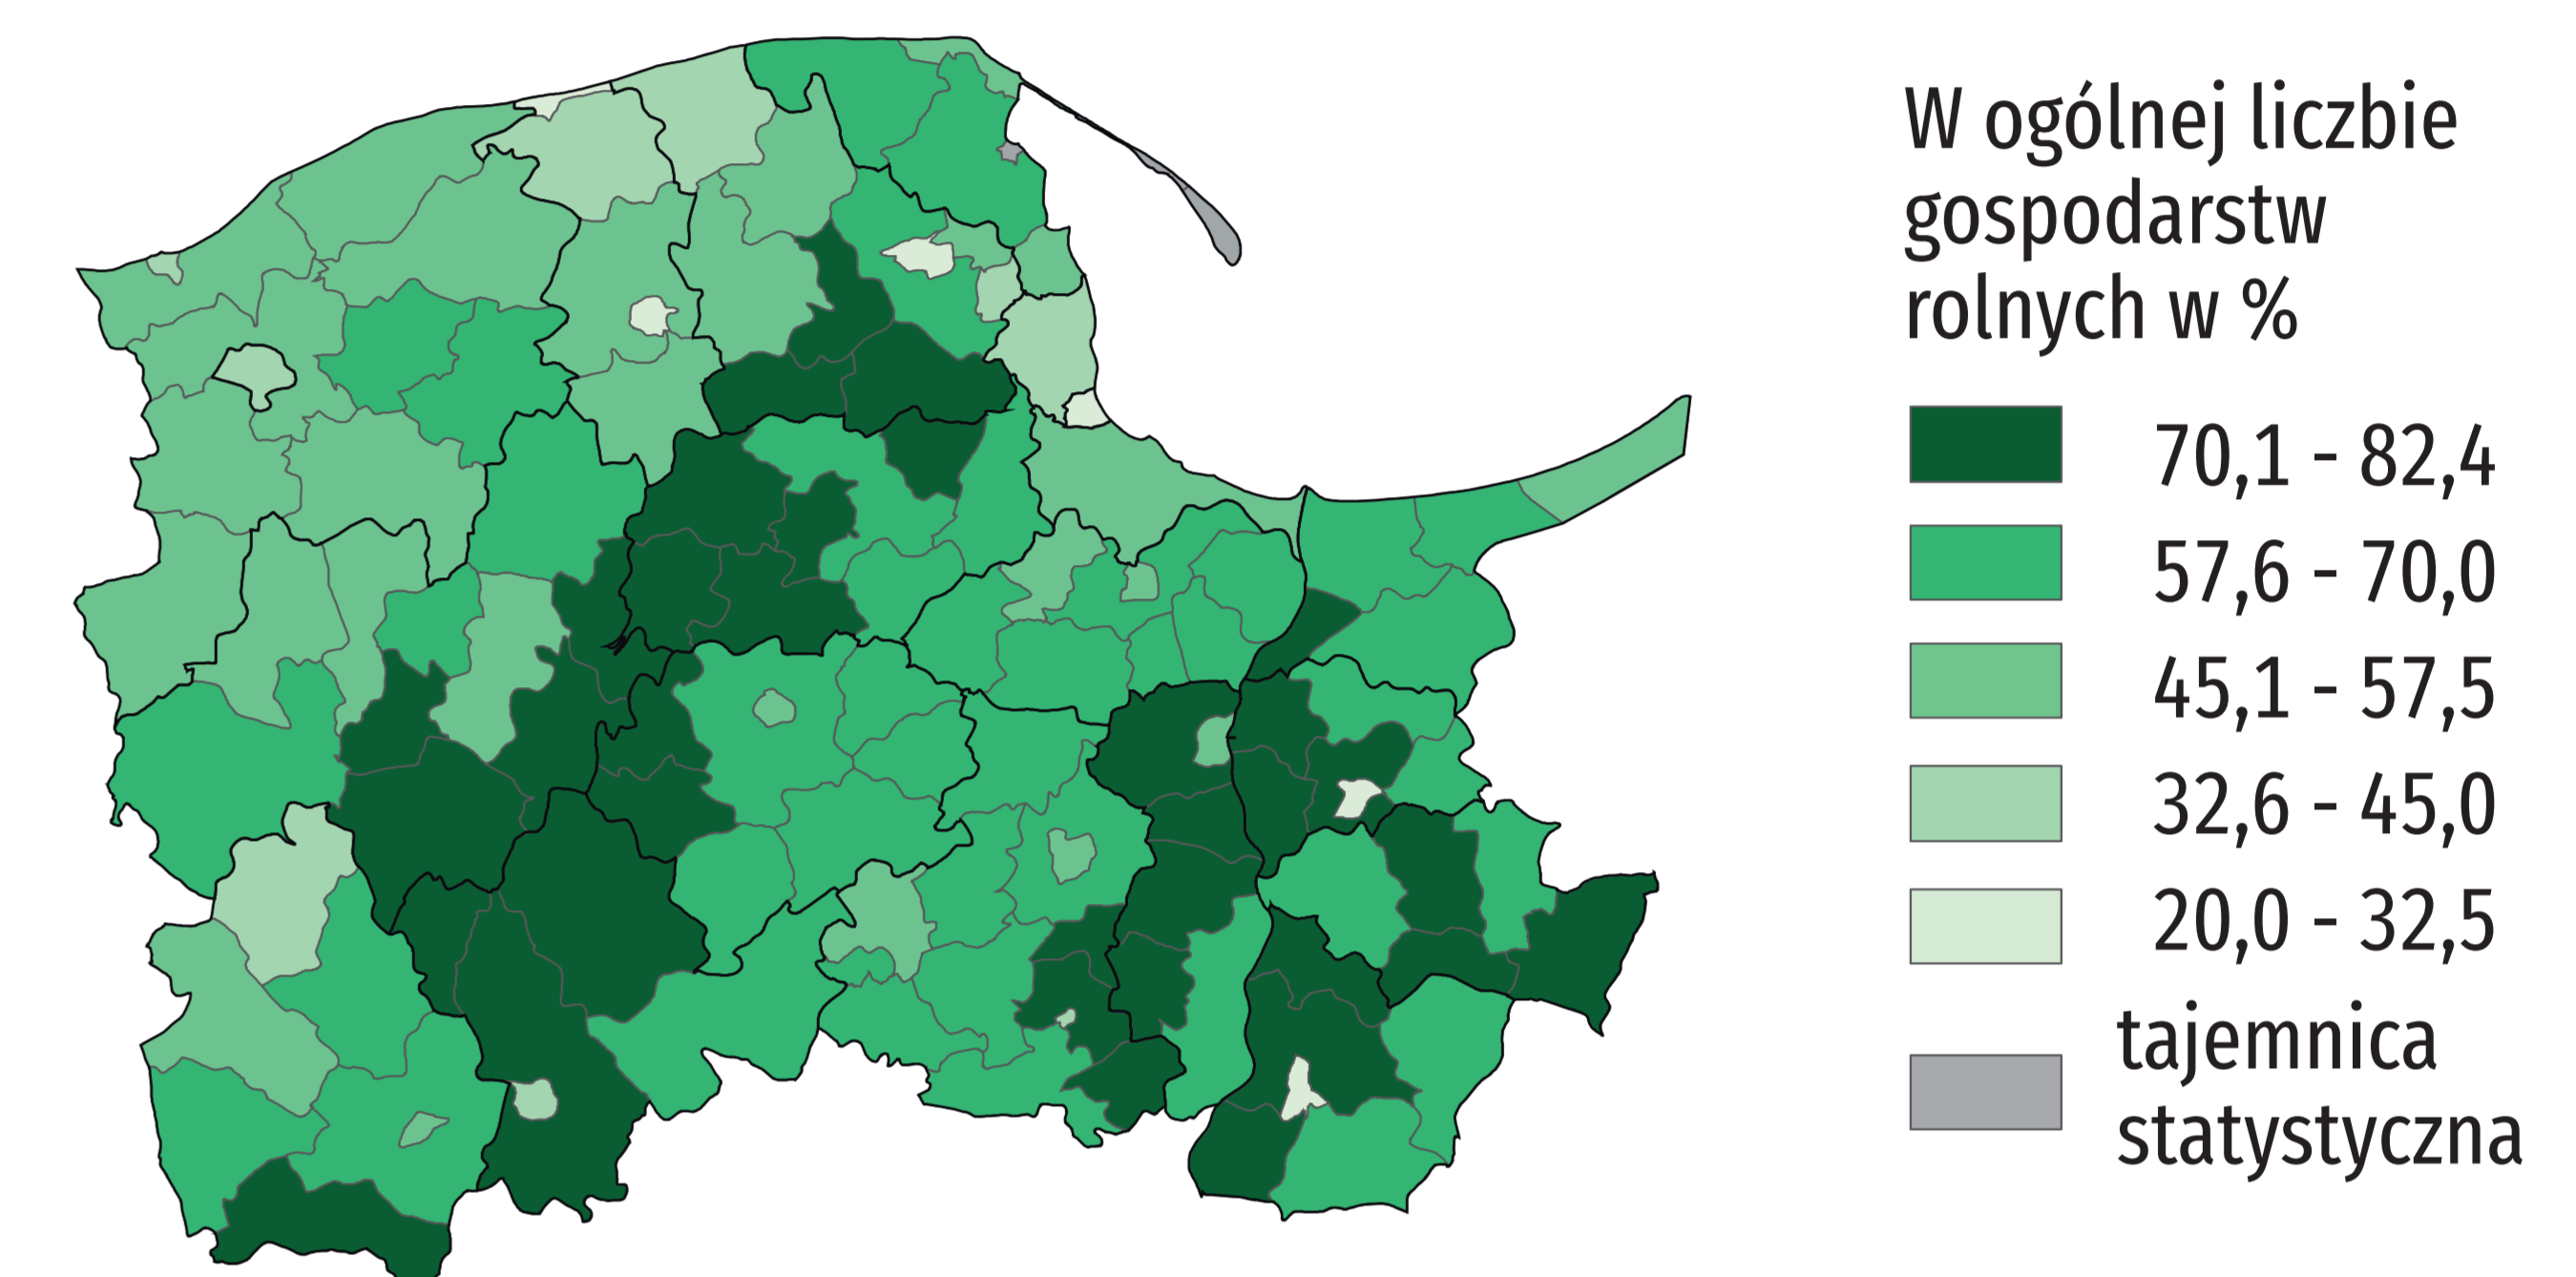 W ogólnej liczbie
gospodarstw
rolnych w %
70,1 - 82,4
57,6 - 70,0
45,1 - 57,5
32,6 - 45,0
20,0 - 32,5
tajemnica
statystyczna